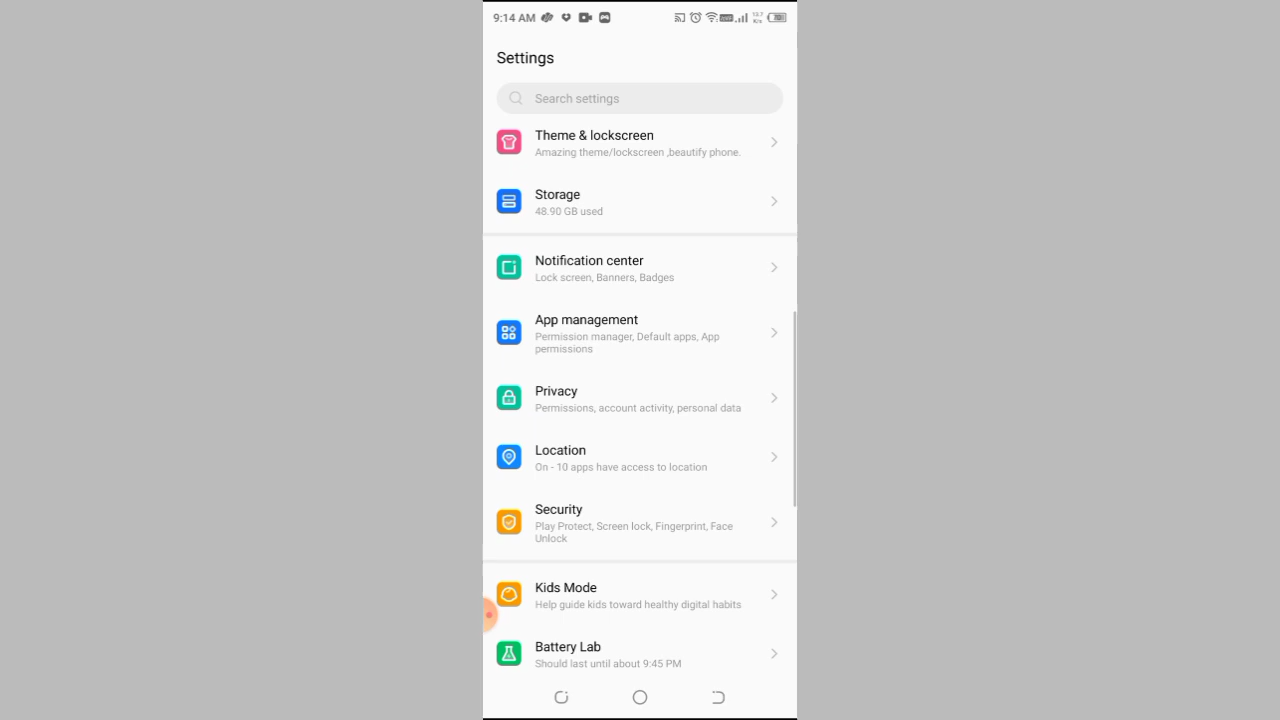 9:14 AM
Settings
Search settings
Theme & lockscreen
Amazing theme/lockscreen ,beautify phone.
Storage
48.90 GB used
Notification center
Lock screen, Banners, Badges
App management
Permission manager, Default apps, App
permissions
Privacy
Permissions, account activity, personal data
Location
On - 10 apps have access to location
Security
Play Protect, Screen lock, Fingerprint, Face
Unlock
Kids Mode
Help guide kids toward healthy digital habits
Battery Lab
Should last until about 9:45 PM